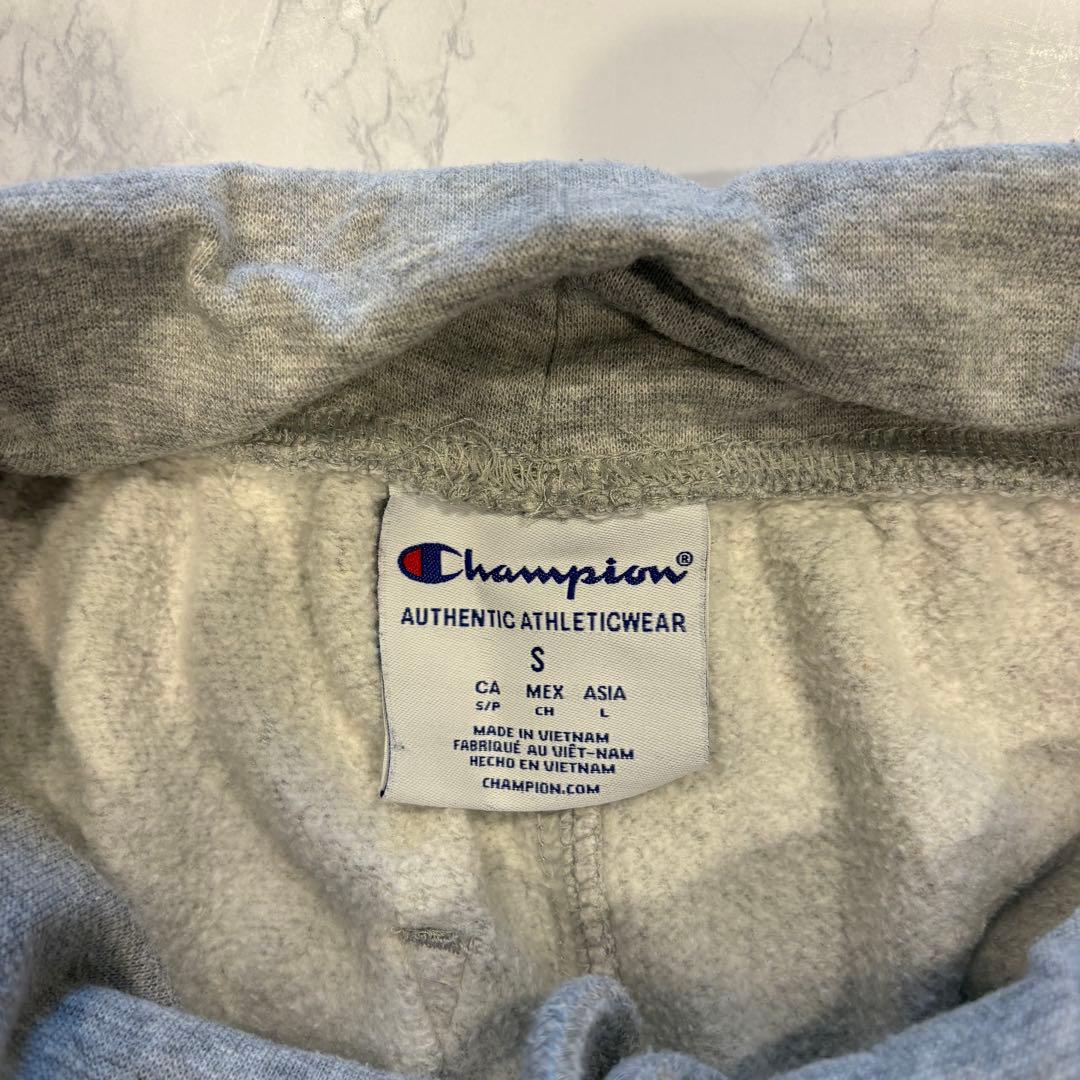 Champion®
AUTHENTIC ATHLETICWEAR
S
CA MEX ASIA
S/P CH L
MADE IN VIETNAM
FABRIQUÉ AU VIÊT-NAM
HECHO EN VIETNAM
CHAMPION.COM